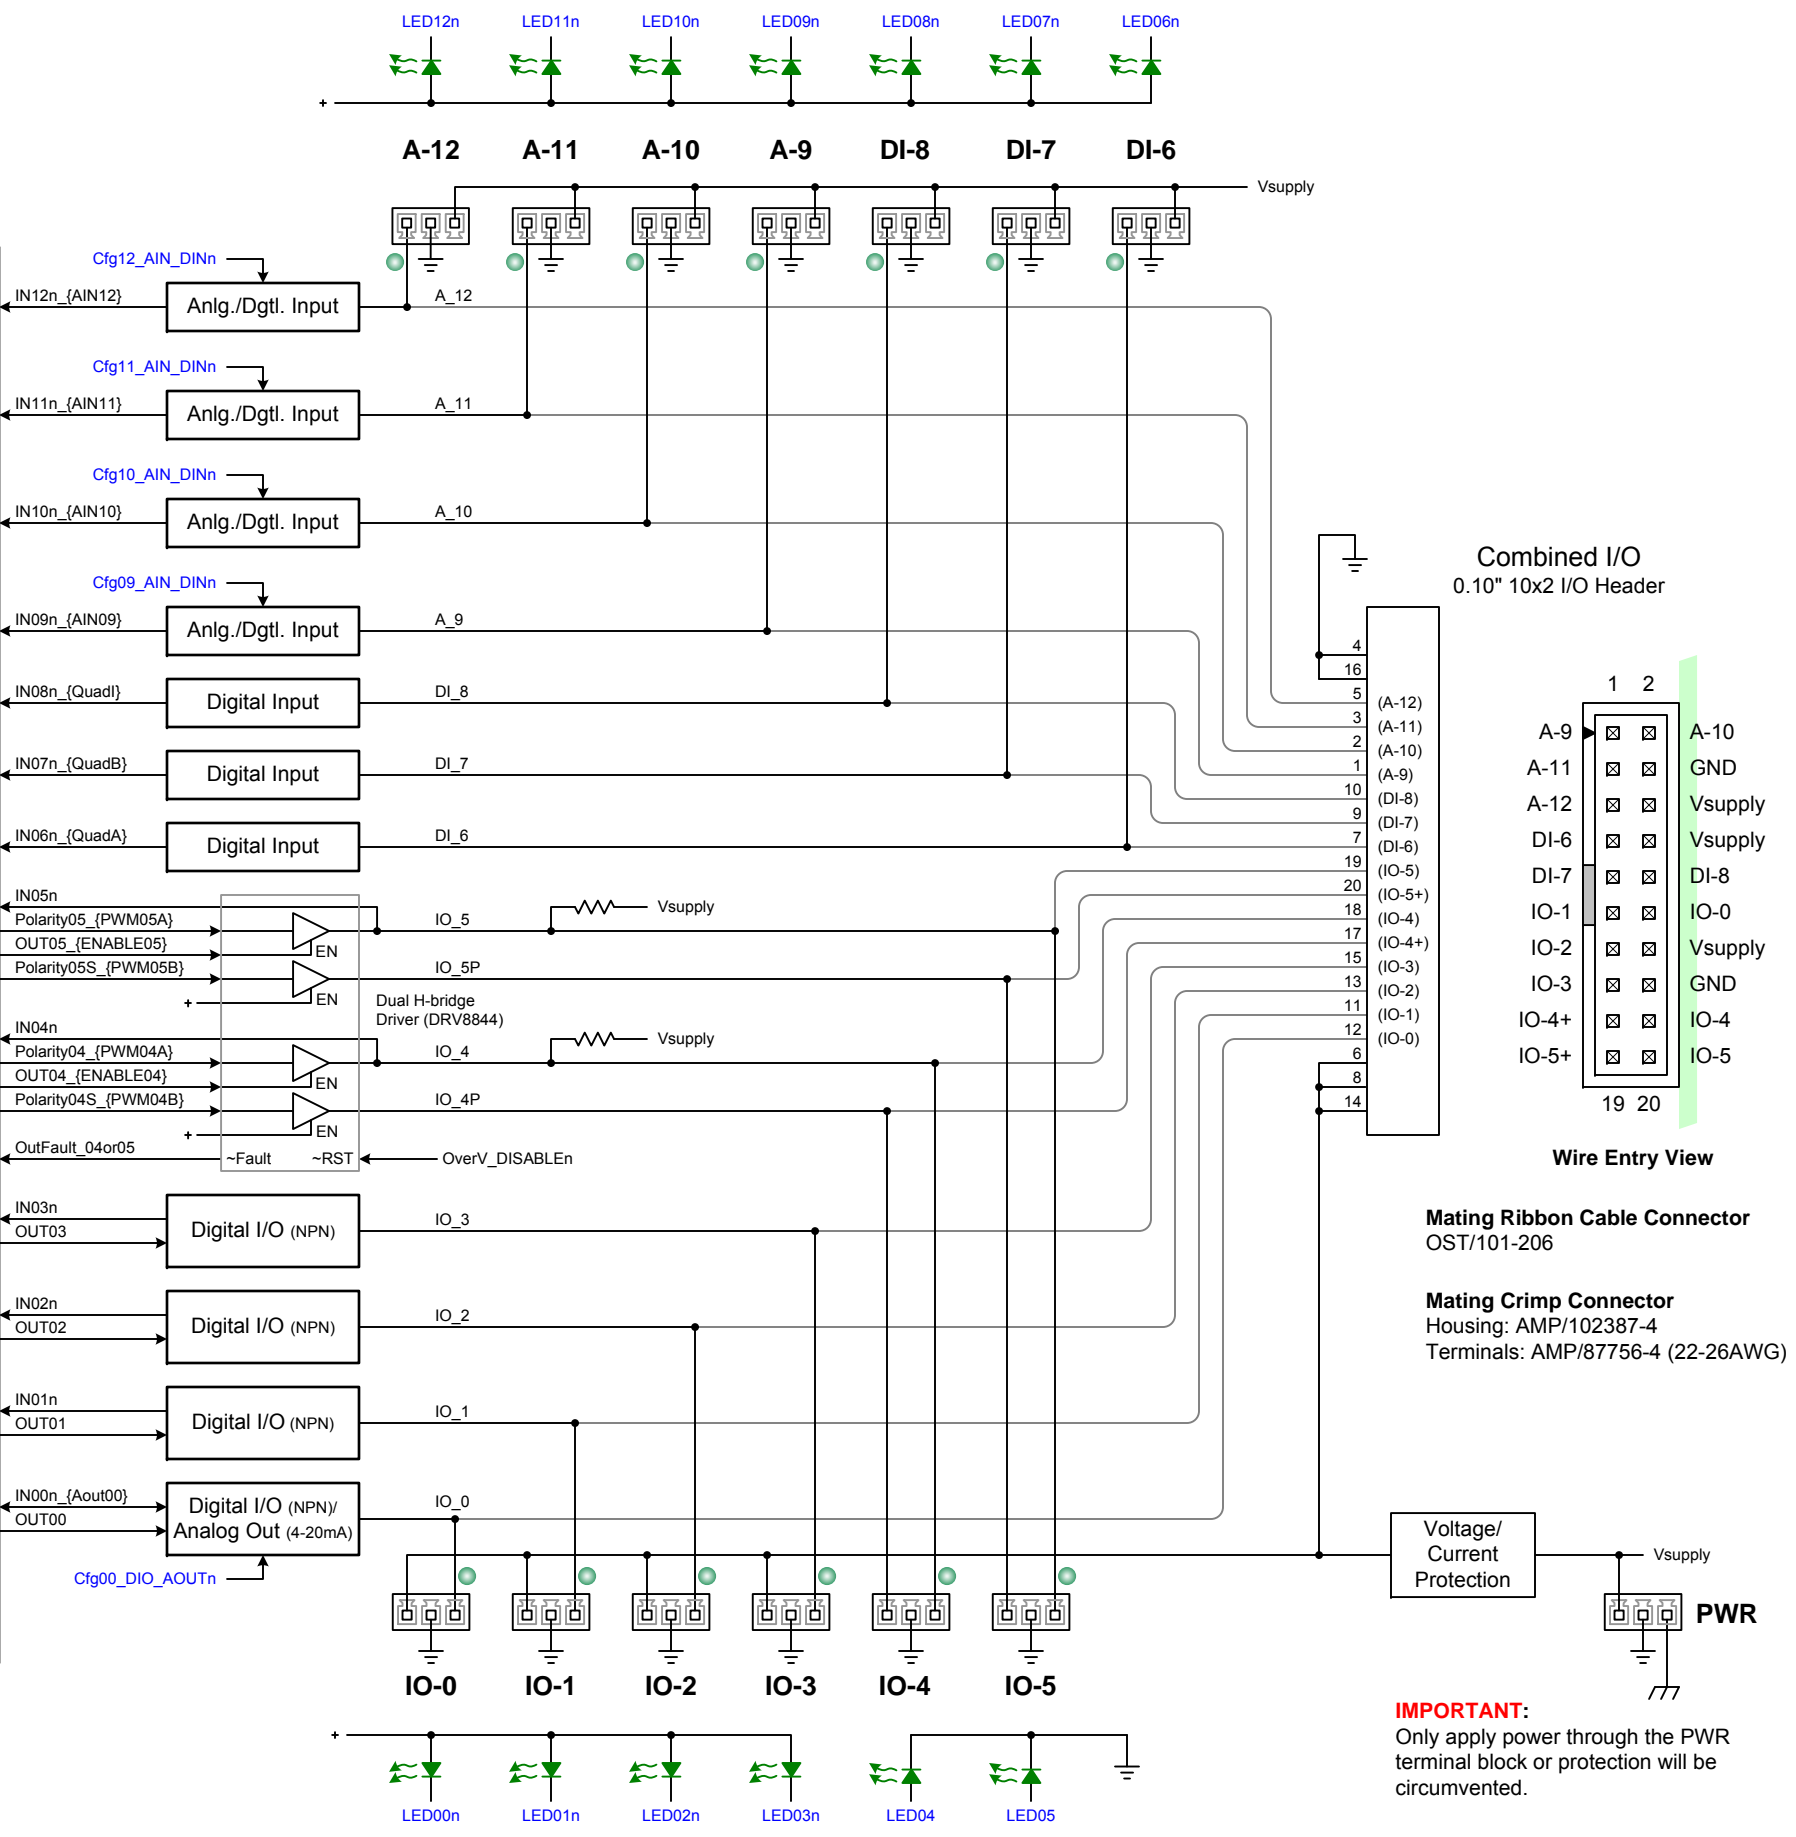 LED12n LED11n LED10n LED09n LED08n LED07n LED06n
+
A-12 A-11 A-10 A-9 DI-8 DI-7 DI-6
Vsupply
Cfg12_AIN_DINn
IN12n_{AIN12} Anlg./Dgtl. Input A_12
Cfg11_AIN_DINn
IN11n_{AIN11} Anlg./Dgtl. Input A_11
Cfg10_AIN_DINn
IN10n_{AIN10} Anlg./Dgtl. Input A_10
Cfg09_AIN_DINn
IN09n_{AIN09} Anlg./Dgtl. Input A_9
IN08n_{QuadI} Digital Input DI_8
IN07n_{QuadB} Digital Input DI_7
IN06n_{QuadA} Digital Input DI_6
IN05n
Polarity05_{PWM05A} IO_5 Vsupply
OUT05_{ENABLE05} EN
Polarity05S_{PWM05B} IO_5P
+ EN
Dual H-bridge
Driver (DRV8844)
IN04n
Polarity04_{PWM04A} IO_4 Vsupply
OUT04_{ENABLE04} EN
Polarity04S_{PWM04B} IO_4P
+ EN
OutFault_04or05 ~Fault ~RST OverV_DISABLEn
IN03n
OUT03 Digital I/O (NPN) IO_3
IN02n
OUT02 Digital I/O (NPN) IO_2
IN01n
OUT01 Digital I/O (NPN) IO_1
IN00n_{Aout00} Digital I/O (NPN)/ IO_0
OUT00 Analog Out (4-20mA)
Cfg00_DIO_AOUTn
IO-0 IO-1 IO-2 IO-3 IO-4 IO-5
+
LED00n LED01n LED02n LED03n LED04 LED05
Combined I/O
0.10" 10x2 I/O Header
4
16
5 (A-12)
3 (A-11)
2 (A-10)
1 (A-9)
10 (DI-8)
9 (DI-7)
7 (DI-6)
19 (IO-5)
20 (IO-5+)
18 (IO-4)
17 (IO-4+)
15 (IO-3)
13 (IO-2)
11 (IO-1)
12 (IO-0)
6
8
14
1 2
A-9 A-10
A-11 GND
A-12 Vsupply
DI-6 Vsupply
DI-7 DI-8
IO-1 IO-0
IO-2 Vsupply
IO-3 GND
IO-4+ IO-4
IO-5+ IO-5
19 20
Wire Entry View
Mating Ribbon Cable Connector
OST/101-206
Mating Crimp Connector
Housing: AMP/102387-4
Terminals: AMP/87756-4 (22-26AWG)
Voltage/
Current
Protection
Vsupply
PWR
IMPORTANT:
Only apply power through the PWR
terminal block or protection will be
circumvented.